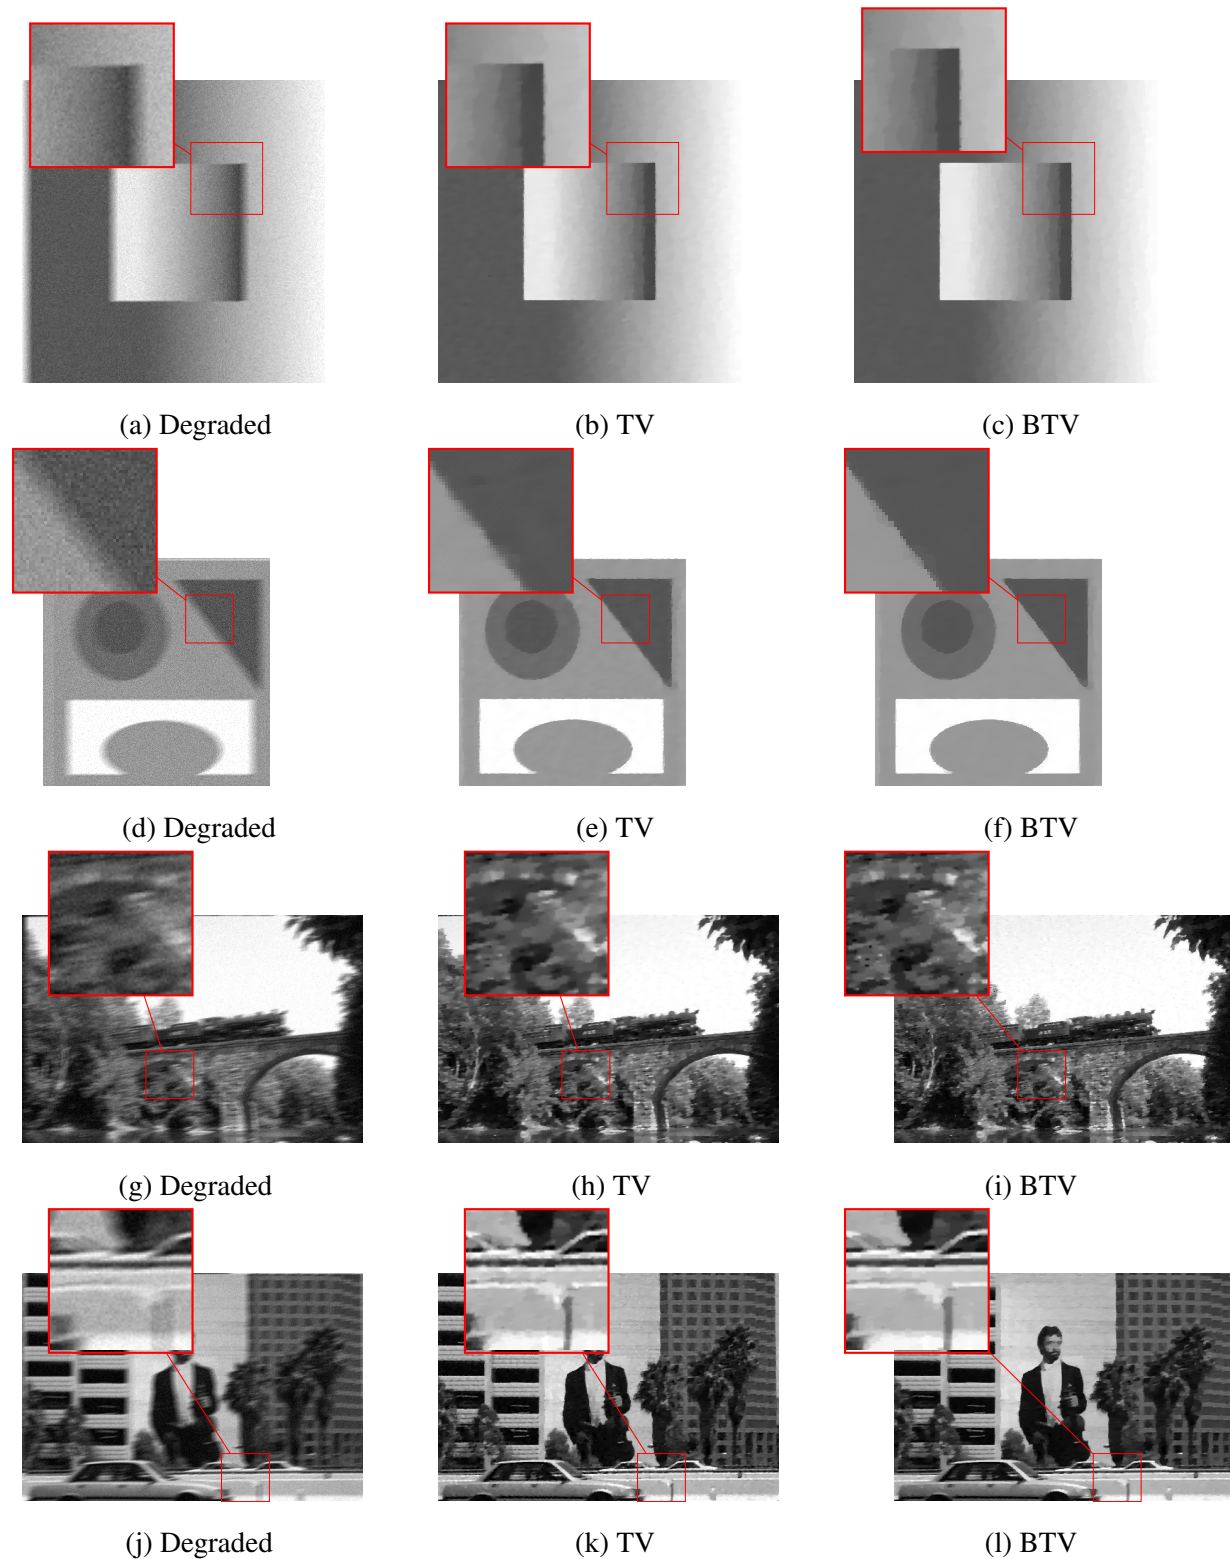 (a) Degraded
(b) TV
(c) BTV
(d) Degraded
(e) TV
(f) BTV
(g) Degraded
(h) TV
(i) BTV
(j) Degraded
(k) TV
(l) BTV